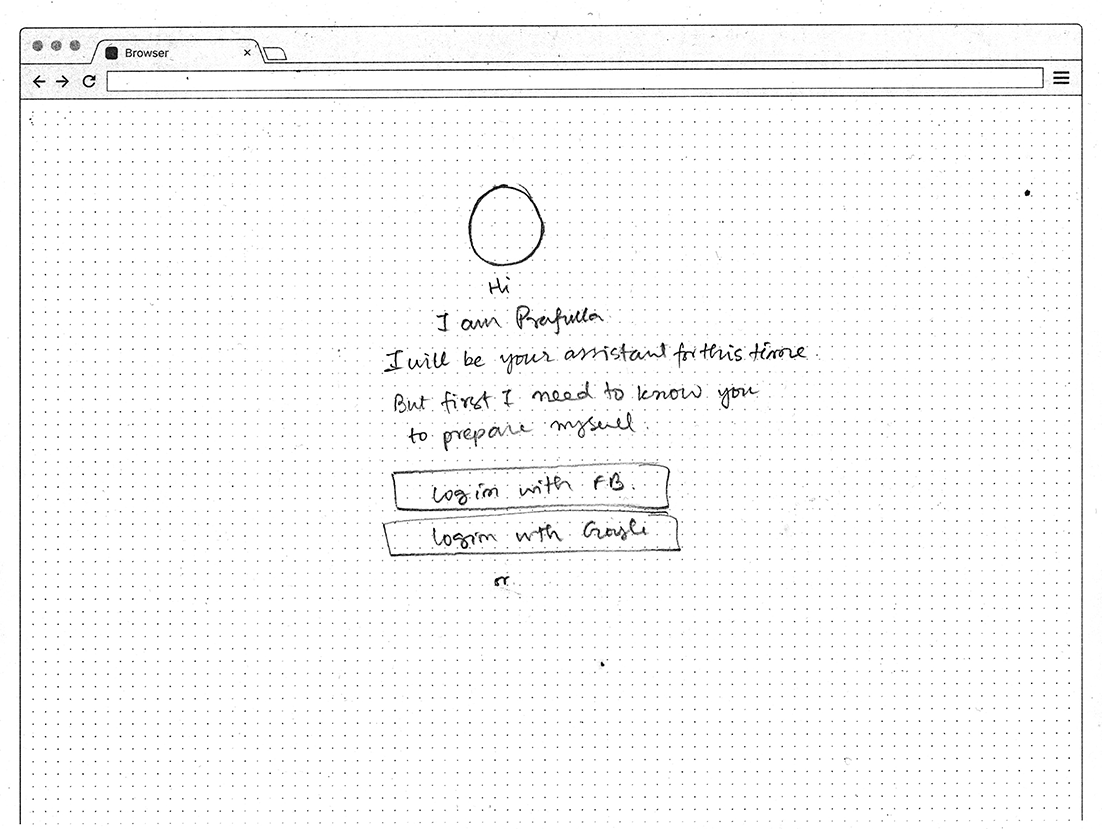 Browser
Hi
I am Prafulla
I will be your assistant for this time.
But first I need to know you
to prepare myself.
Login with FB.
Login with Google
or